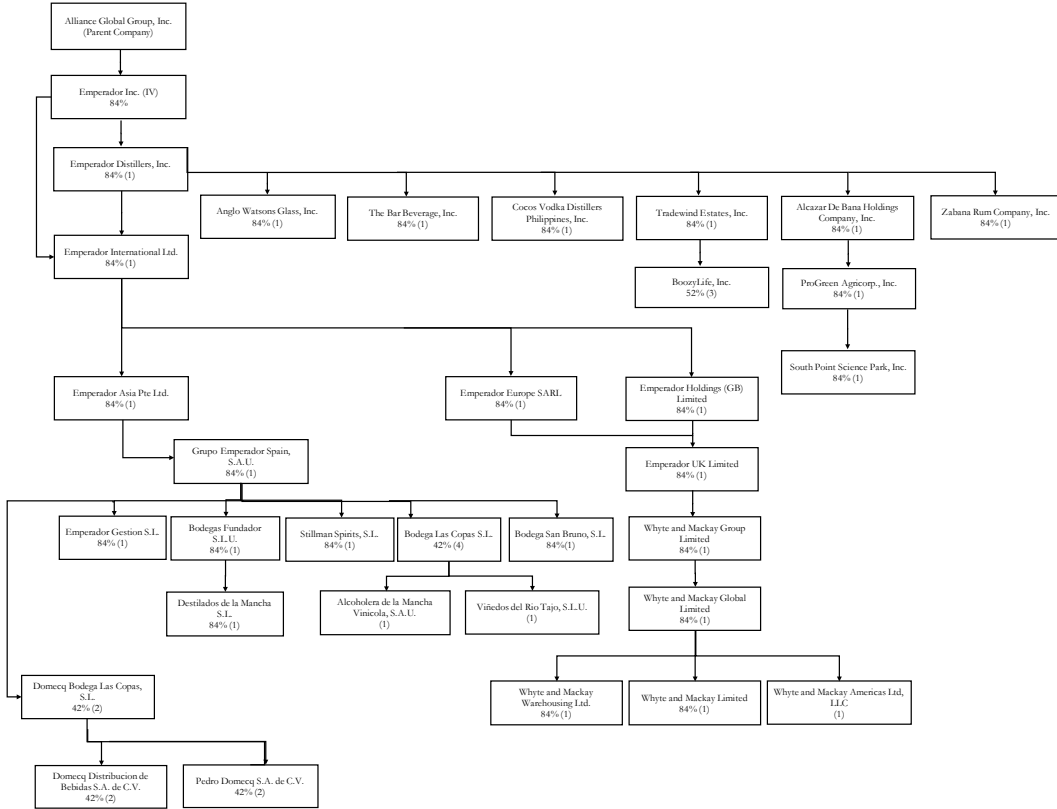 Alliance Global Group, Inc.
(Parent Company)
Emperador Inc. (IV)
84%
Emperador Distillers, Inc.
84% (1)
Anglo Watsons Glass, Inc.
84% (1)
The Bar Beverage, Inc.
84% (1)
Cocos Vodka Distillers
Philippines, Inc.
84% (1)
Tradewind Estates, Inc.
84% (1)
Alcazar De Bana Holdings
Company, Inc.
84% (1)
Zabana Rum Company, Inc.
84% (1)
Emperador International Ltd.
84% (1)
BoozyLife, Inc.
52% (3)
ProGreen Agricorp., Inc.
84% (1)
South Point Science Park, Inc.
84% (1)
Emperador Asia Pte Ltd.
84% (1)
Emperador Europe SARL
84% (1)
Emperador Holdings (GB)
Limited
84% (1)
Grupo Emperador Spain,
S.A.U.
84% (1)
Emperador UK Limited
84% (1)
Emperador Gestion S.L.
84% (1)
Bodegas Fundador
S.L.U.
84% (1)
Stillman Spirits, S.L.
84% (1)
Bodega Las Copas S.L.
42% (4)
Bodega San Bruno, S.L.
84%(1)
Whyte and Mackay Group
Limited
84% (1)
Destilados de la Mancha
S.L.
84% (1)
Alcoholera de la Mancha
Vinicola, S.A.U.
(1)
Viñedos del Rio Tajo, S.L.U.
(1)
Whyte and Mackay Global
Limited
84% (1)
Domecq Bodega Las Copas,
S.L.
42% (2)
Whyte and Mackay
Warehousing Ltd.
84% (1)
Whyte and Mackay Limited
84% (1)
Whyte and Mackay Americas Ltd,
LLC
(1)
Domecq Distribucion de
Bebidas S.A. de C.V.
42% (2)
Pedro Domecq S.A. de C.V.
42% (2)